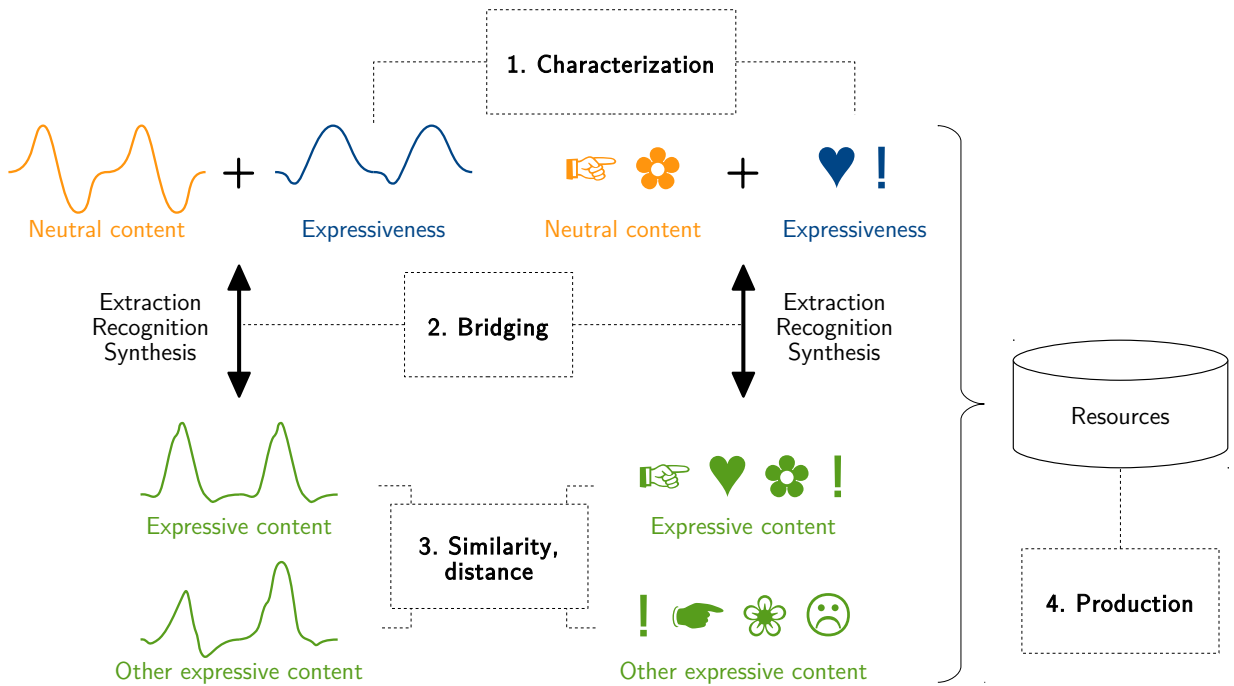 1. Characterization
Neutral content
Expressiveness
Neutral content
Expressiveness
Extraction
Recognition
Synthesis
2. Bridging
Extraction
Recognition
Synthesis
Resources
Expressive content
Expressive content
3. Similarity,
distance
4. Production
Other expressive content
Other expressive content